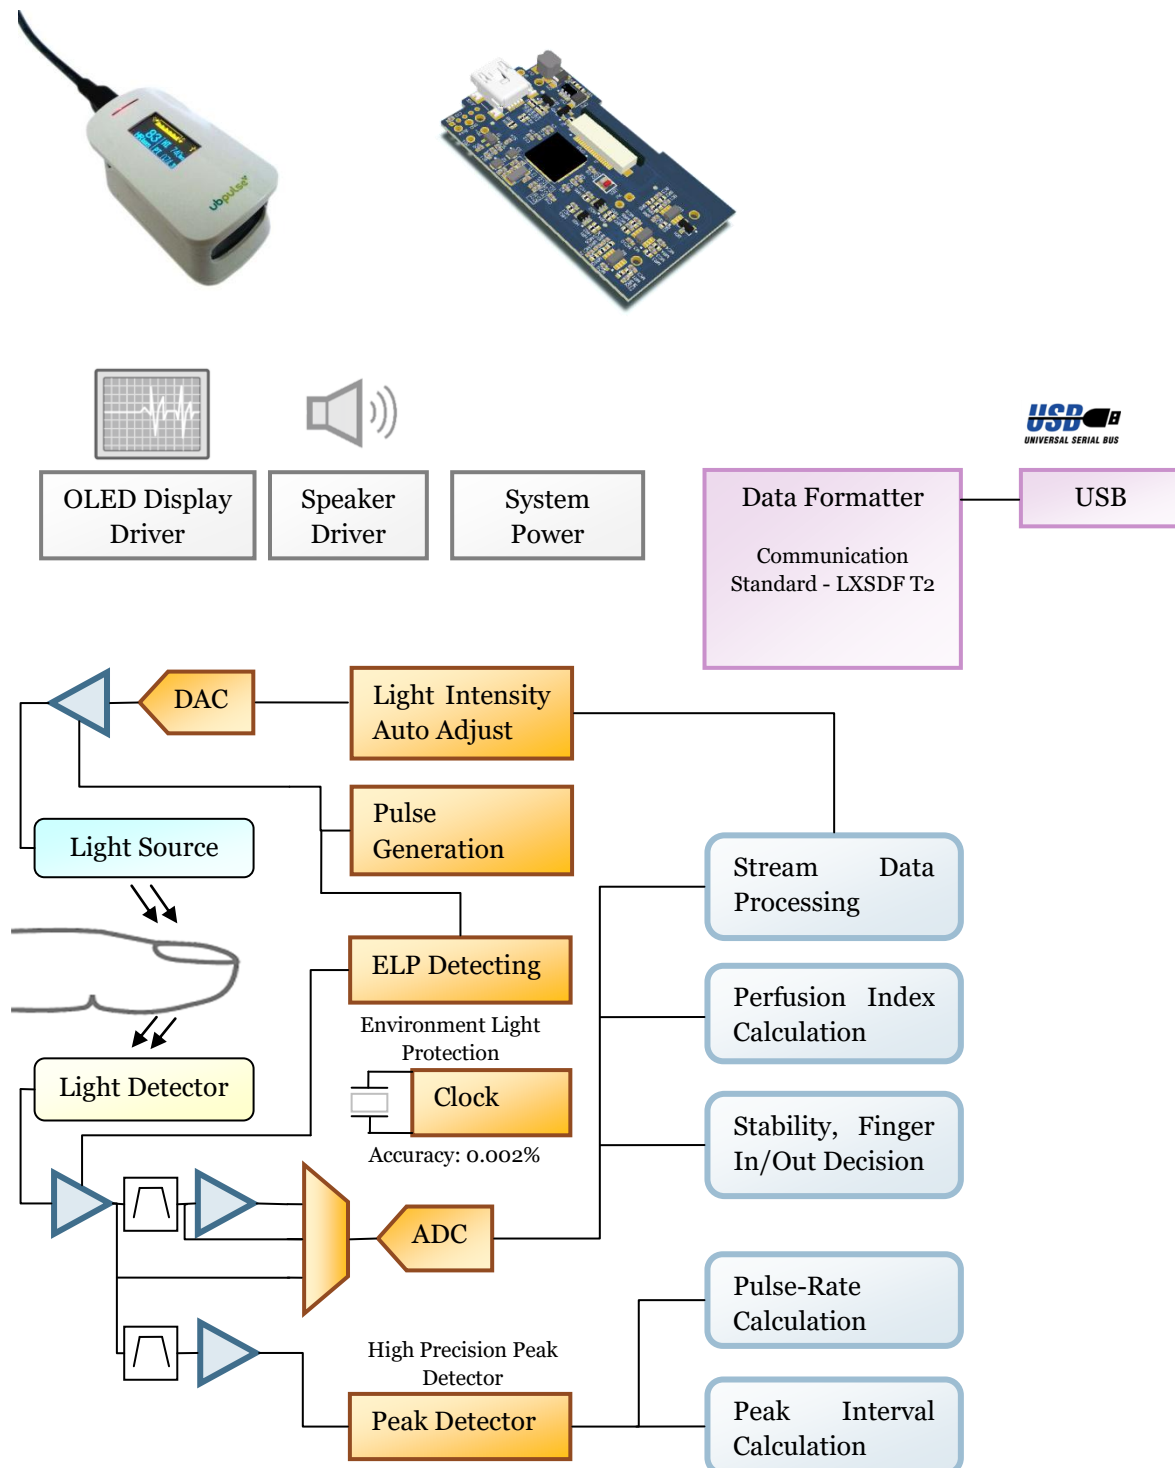 ubpulse
USB
UNIVERSAL SERIAL BUS
OLED Display
Driver
Speaker
Driver
System
Power
Data Formatter
Communication
Standard - LXSDF T2
USB
DAC
Light Intensity
Auto Adjust
Pulse
Generation
Light Source
Stream Data
Processing
ELP Detecting
Environment Light
Protection
Perfusion Index
Calculation
Light Detector
Clock
Accuracy: 0.002%
Stability, Finger
In/Out Decision
ADC
Pulse-Rate
Calculation
High Precision Peak
Detector
Peak Detector
Peak Interval
Calculation